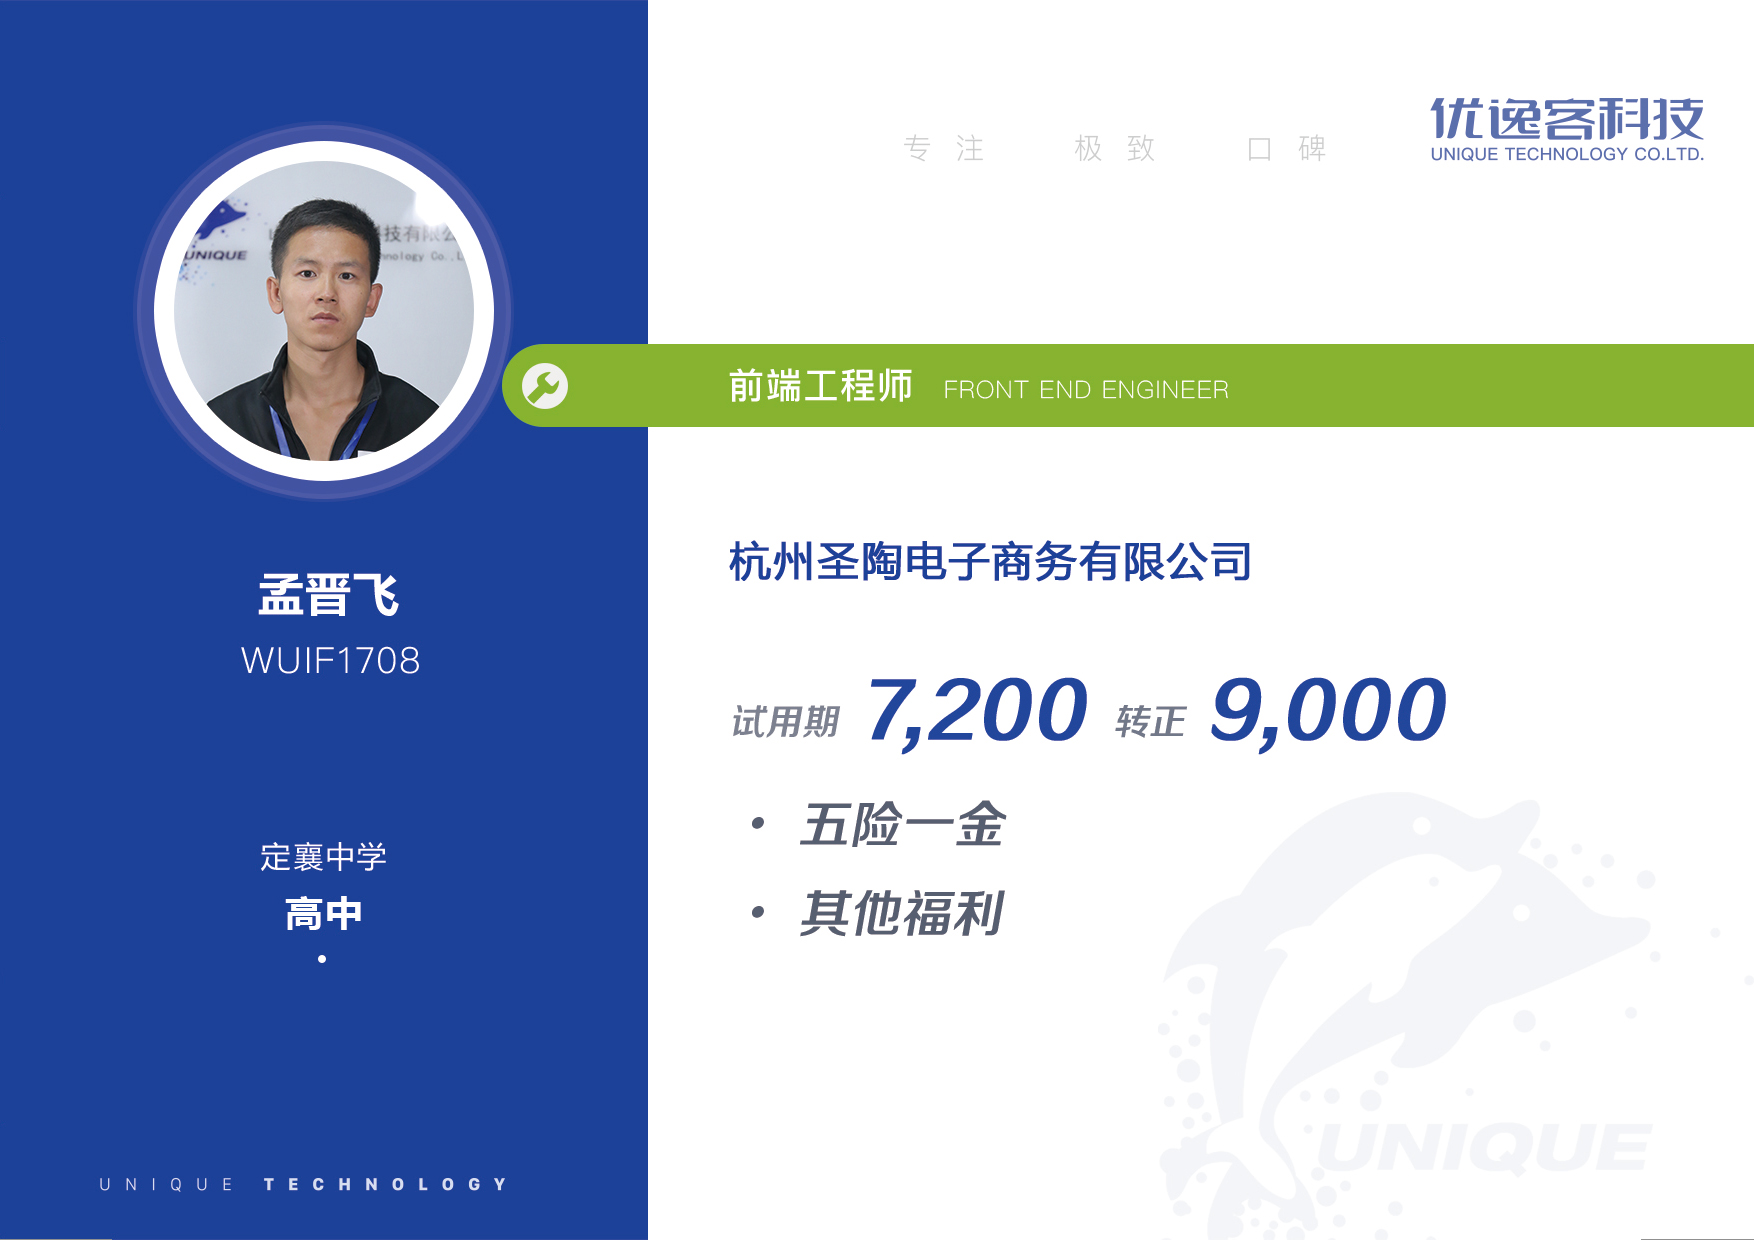 专注 极致 口碑
优逸客科技
UNIQUE TECHNOLOGY CO.LTD.
UNIQUE
技有限公
nology Co.,L
前端工程师 FRONT END ENGINEER
孟晋飞
WUIF1708
定襄中学
高中
杭州圣陶电子商务有限公司
试用期 7,200 转正 9,000
• 五险一金
• 其他福利
UNIQUE
UNIQUE TECHNOLOGY